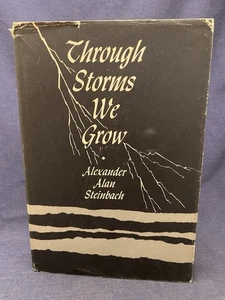 Through
Storms
We
Grow
•
Alexander
Alan
Steinbach